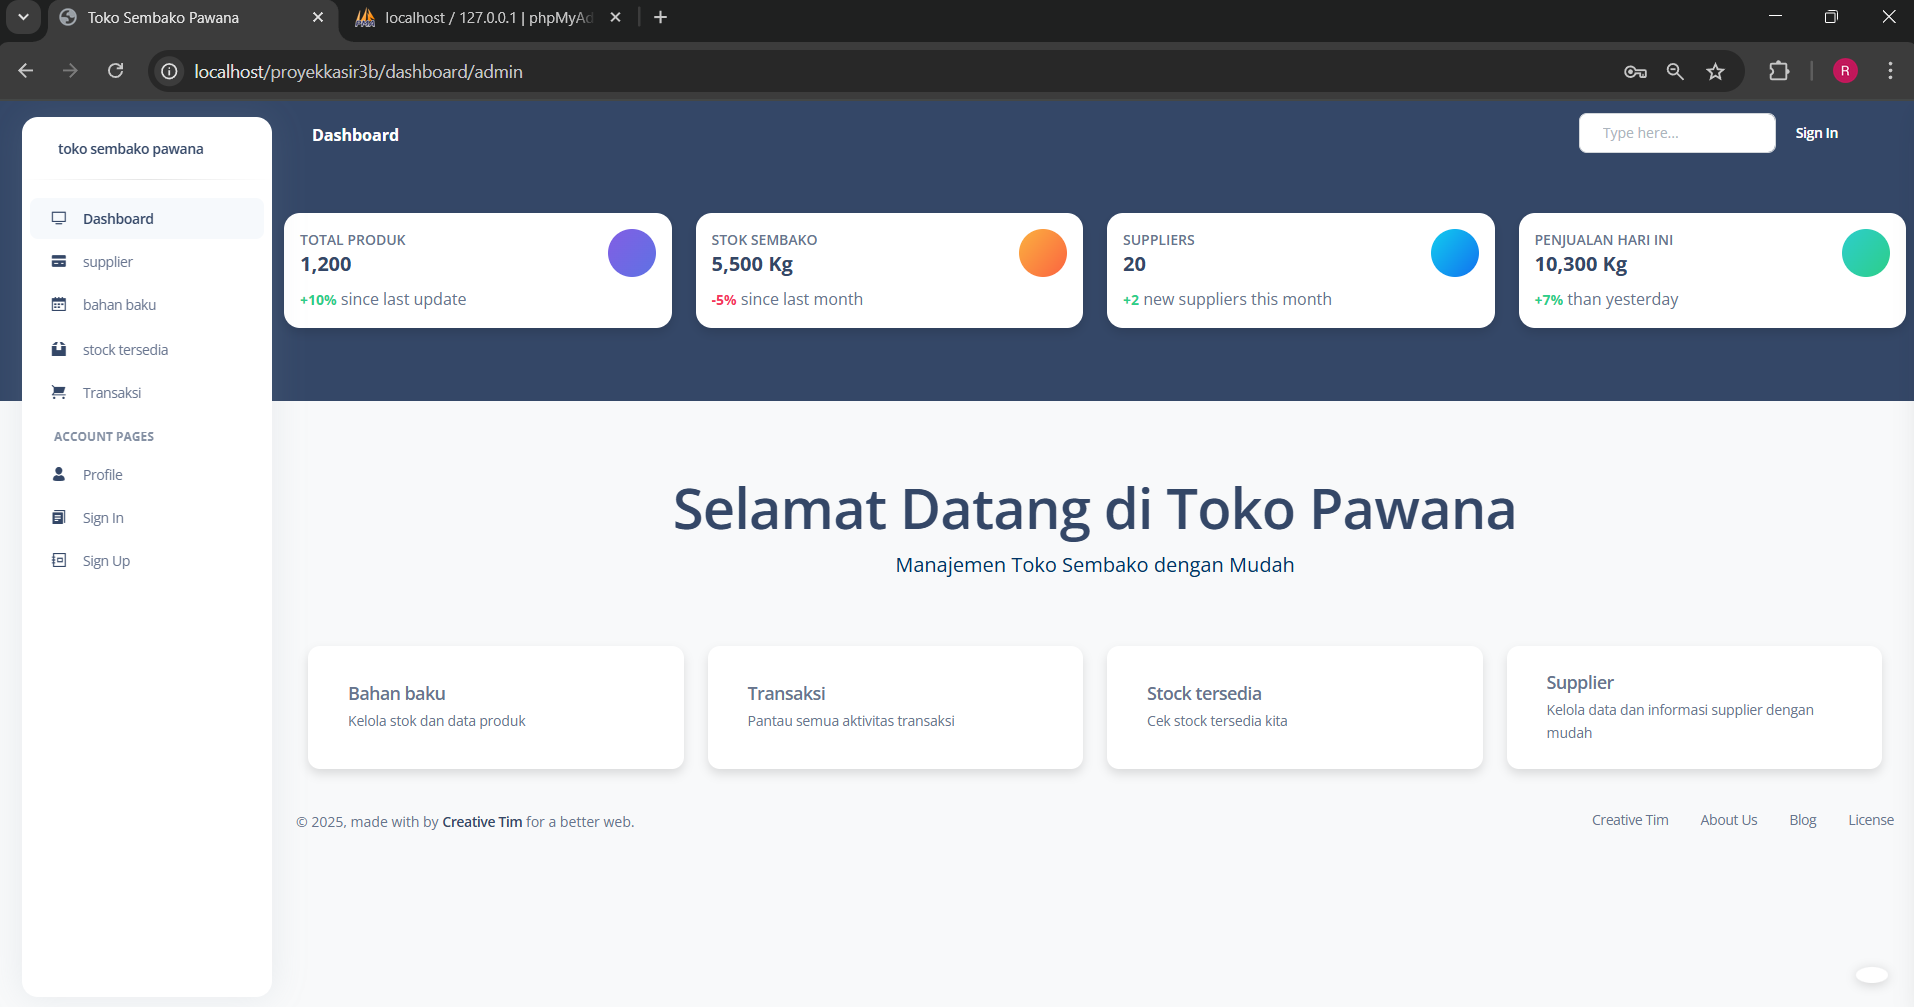 Toko Sembako Pawana
localhost / 127.0.0.1 | phpMyAd
localhost/proyekkasir3b/dashboard/admin
R
toko sembako pawana
Dashboard
supplier
bahan baku
stock tersedia
Transaksi
ACCOUNT PAGES
Profile
Sign In
Sign Up
Dashboard
Type here...
Sign In
TOTAL PRODUK
1,200
+10% since last update
STOK SEMBAKO
5,500 Kg
-5% since last month
SUPPLIERS
20
+2 new suppliers this month
PENJUALAN HARI INI
10,300 Kg
+7% than yesterday
Selamat Datang di Toko Pawana
Manajemen Toko Sembako dengan Mudah
Bahan baku
Kelola stok dan data produk
Transaksi
Pantau semua aktivitas transaksi
Stock tersedia
Cek stock tersedia kita
Supplier
Kelola data dan informasi supplier dengan
mudah
© 2025, made with by Creative Tim for a better web.
Creative Tim
About Us
Blog
License